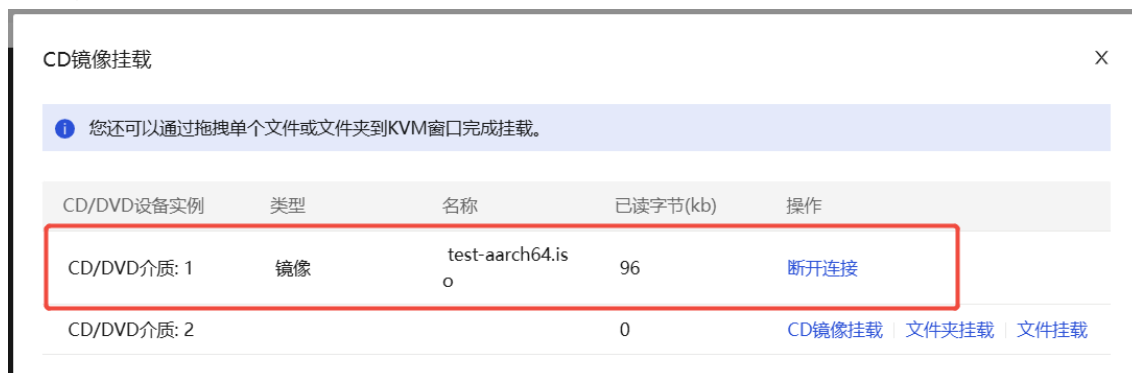 CD镜像挂载 X
您还可以通过拖拽单个文件或文件夹到KVM窗口完成挂载。
CD/DVD设备实例 类型 名称 已读字节(kb) 操作
CD/DVD介质: 1 镜像 test-aarch64.is 96 断开连接
o
CD/DVD介质: 2 0 CD镜像挂载 文件夹挂载 文件挂载